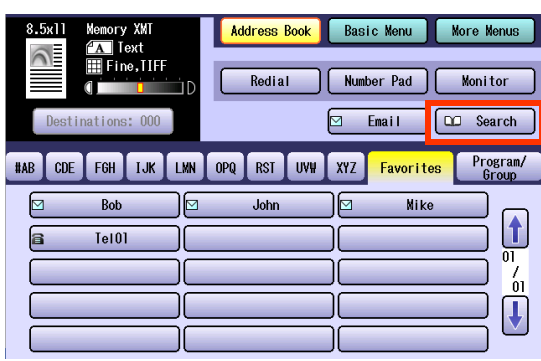 8.5x11 Memory XMT
A Text
Fine,TIFF
D
Destinations: 000
Address Book Basic Menu More Menus
Redial Number Pad Monitor
Email Search
#AB CDE FGH IJK LMN OPQ RST UVW XYZ Favorites Program/
Group
Bob John Mike
Tel01
01
/
01